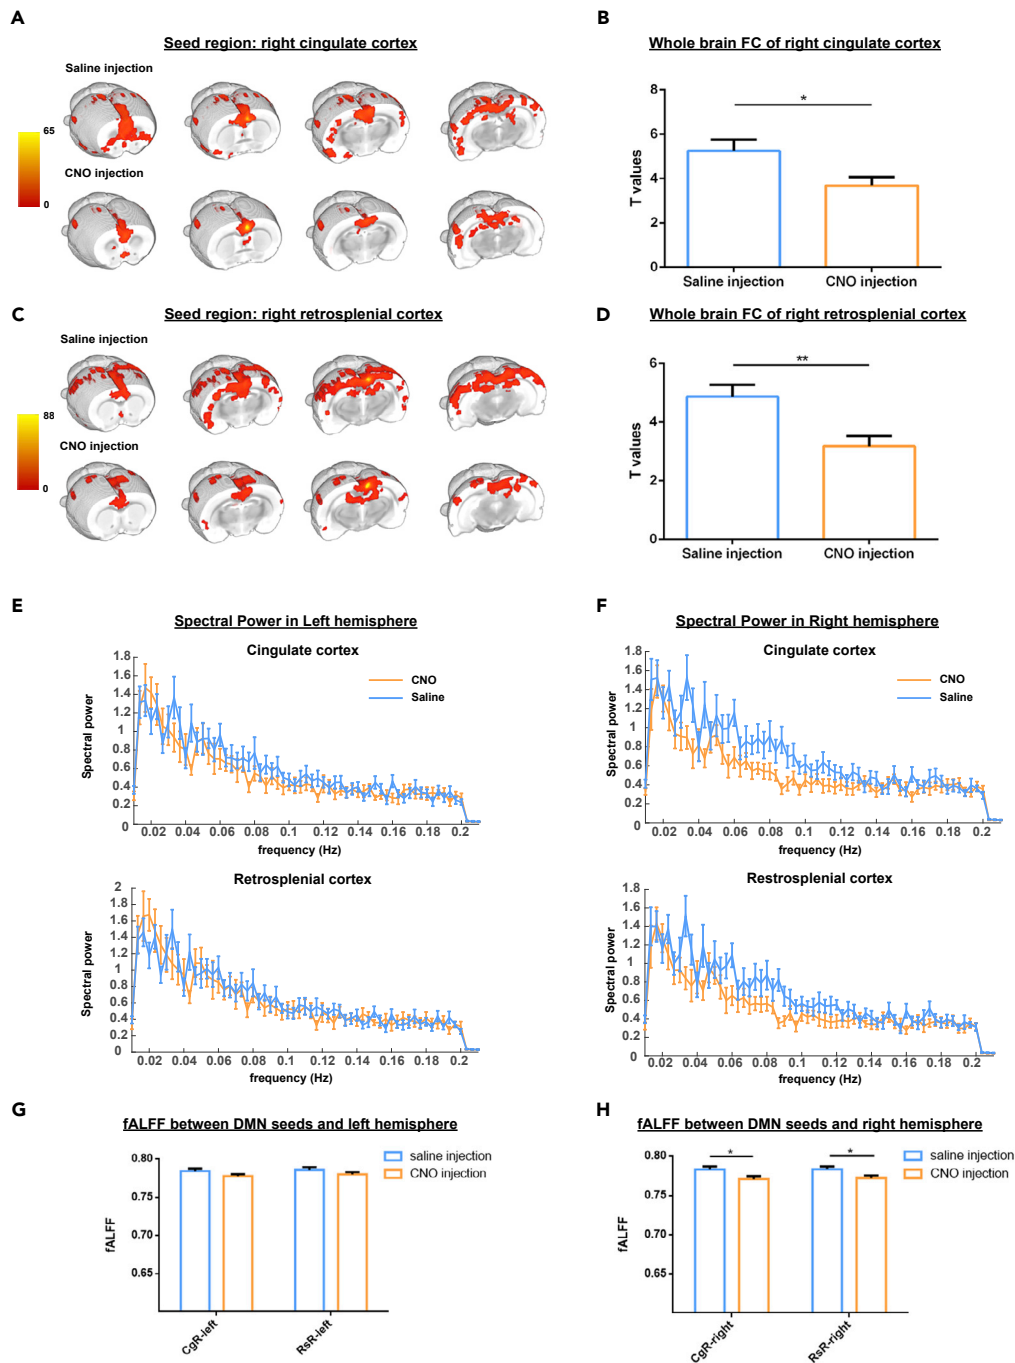 A
Seed region: right cingulate cortex
Saline injection
65
CNO injection
0
B
Whole brain FC of right cingulate cortex
8
*
6
T values
4
2
0
Saline injection CNO injection
C
Seed region: right retrosplenial cortex
Saline injection
88
CNO injection
0
D
Whole brain FC of right retrosplenial cortex
6
**
4
T values
2
0
Saline injection CNO injection
E
Spectral Power in Left hemisphere
Cingulate cortex
1.8
1.6
1.4
1.2
1
0.8
0.6
0.4
0.2
0
Spectral power
CNO
Saline
0.02 0.04 0.06 0.08 0.1 0.12 0.14 0.16 0.18 0.2
frequency (Hz)
Retrosplenial cortex
2
1.8
1.6
1.4
1.2
1
0.8
0.6
0.4
0.2
0
Spectral power
0.02 0.04 0.06 0.08 0.1 0.12 0.14 0.16 0.18 0.2
frequency (Hz)
F
Spectral Power in Right hemisphere
Cingulate cortex
1.8
1.6
1.4
1.2
1
0.8
0.6
0.4
0.2
0
Spectral power
CNO
Saline
0.02 0.04 0.06 0.08 0.1 0.12 0.14 0.16 0.18 0.2
frequency (Hz)
Restrosplenial cortex
1.8
1.6
1.4
1.2
1
0.8
0.6
0.4
0.2
0
Spectral power
0.02 0.04 0.06 0.08 0.1 0.12 0.14 0.16 0.18 0.2
frequency (Hz)
G
fALFF between DMN seeds and left hemisphere
0.80
0.75
0.70
0.65
fALFF
saline injection
CNO injection
CgR-left
RsR-left
H
fALFF between DMN seeds and right hemisphere
0.80
0.75
0.70
0.65
fALFF
*
*
saline injection
CNO injection
CgR-right
RsR-right